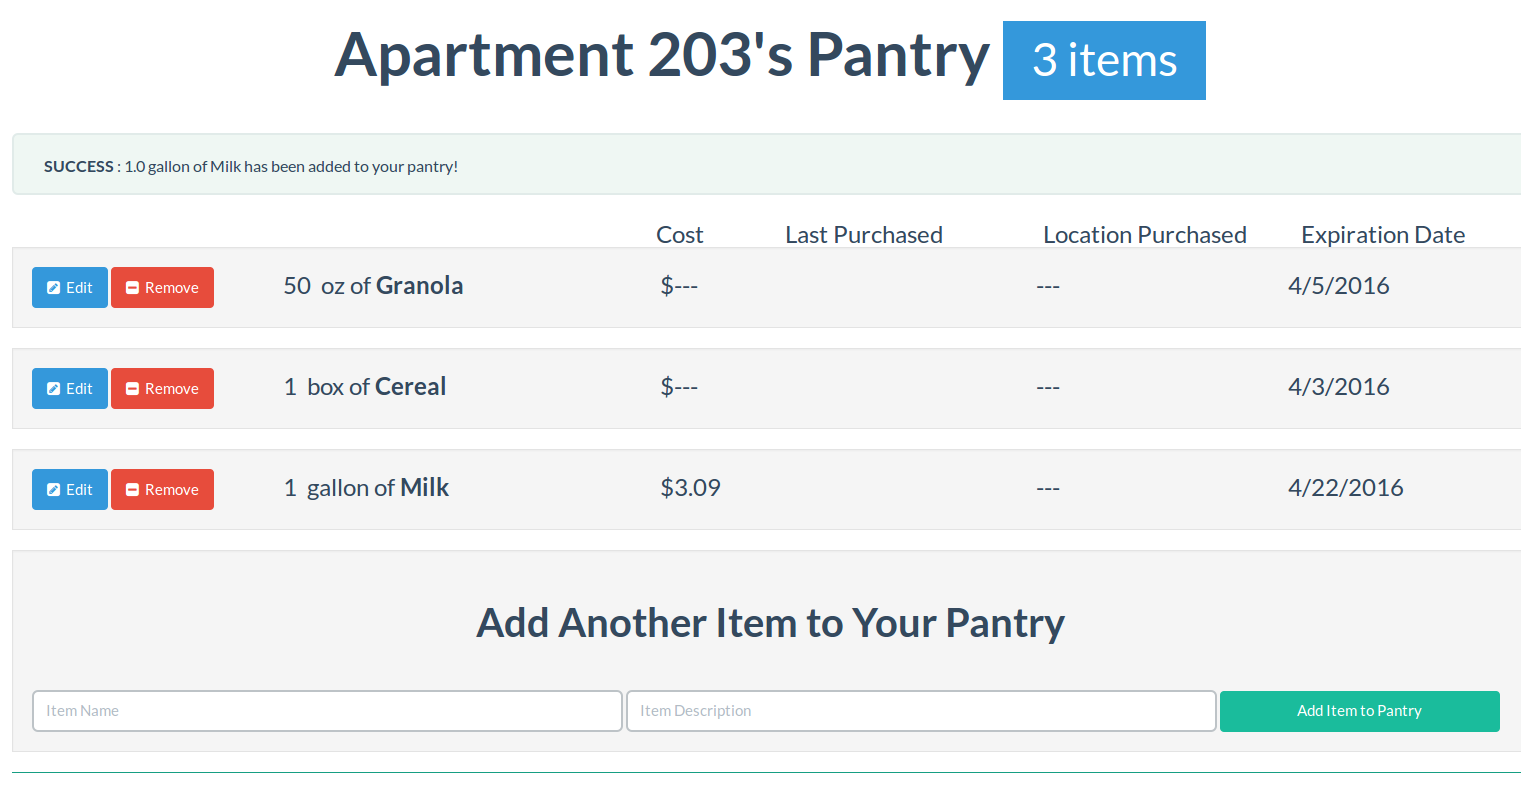 Apartment 203's Pantry 3 items
SUCCESS : 1.0 gallon of Milk has been added to your pantry!
Cost Last Purchased Location Purchased Expiration Date
Edit Remove 50 oz of Granola $--- --- 4/5/2016
Edit Remove 1 box of Cereal $--- --- 4/3/2016
Edit Remove 1 gallon of Milk $3.09 --- 4/22/2016
Add Another Item to Your Pantry
Item Name Item Description Add Item to Pantry